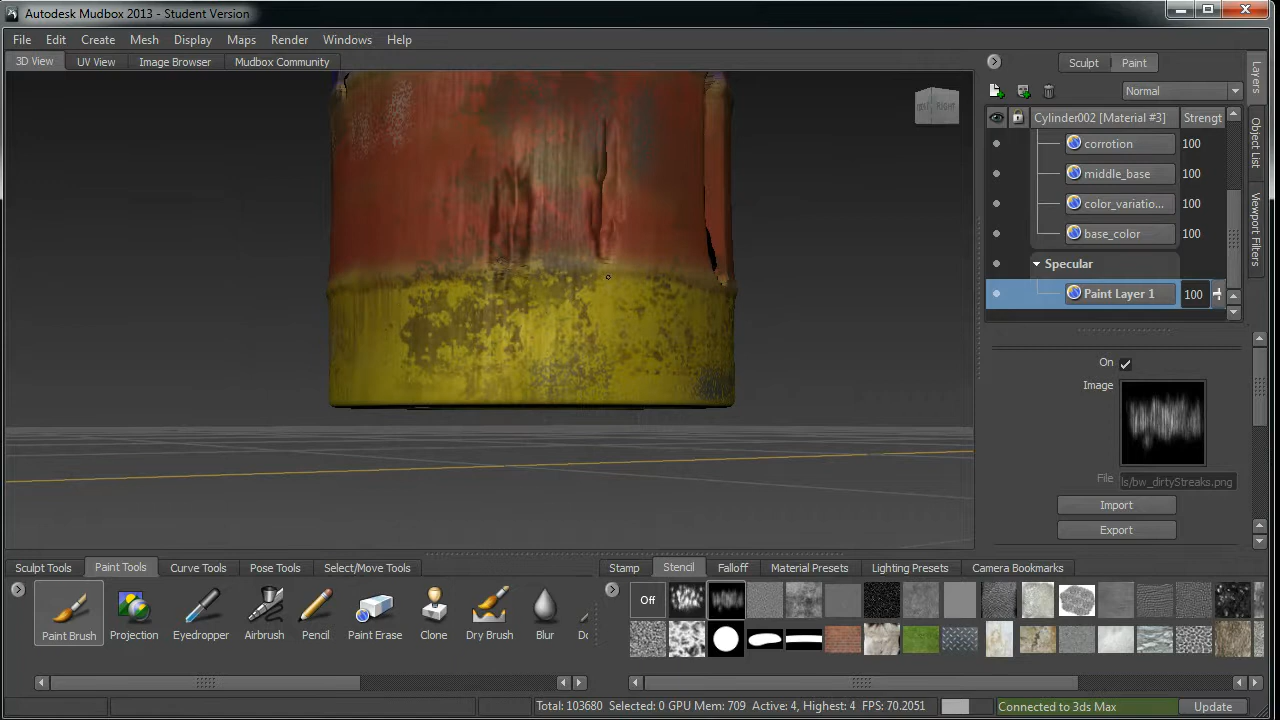 Autodesk Mudbox 2013 - Student Version
File Edit Create Mesh Display Maps Render Windows Help
3D View UV View Image Browser Mudbox Community
Sculpt Paint
Layers
Normal
Cylinder002 [Material #3] Strengt
corrotion 100
middle_base 100
color_variatio... 100
base_color 100
Specular
Paint Layer 1 100
Object List
Viewport Filters
RIGHT
On
Image
File is/bw_dirtyStreaks.png
Import
Export
Sculpt Tools Paint Tools Curve Tools Pose Tools Select/Move Tools
Paint Brush Projection Eyedropper Airbrush Pencil Paint Erase Clone Dry Brush Blur Do
Stamp Stencil Falloff Material Presets Lighting Presets Camera Bookmarks
Off
Total: 103680 Selected: 0 GPU Mem: 709 Active: 4, Highest: 4 FPS: 70.2051
Connected to 3ds Max Update